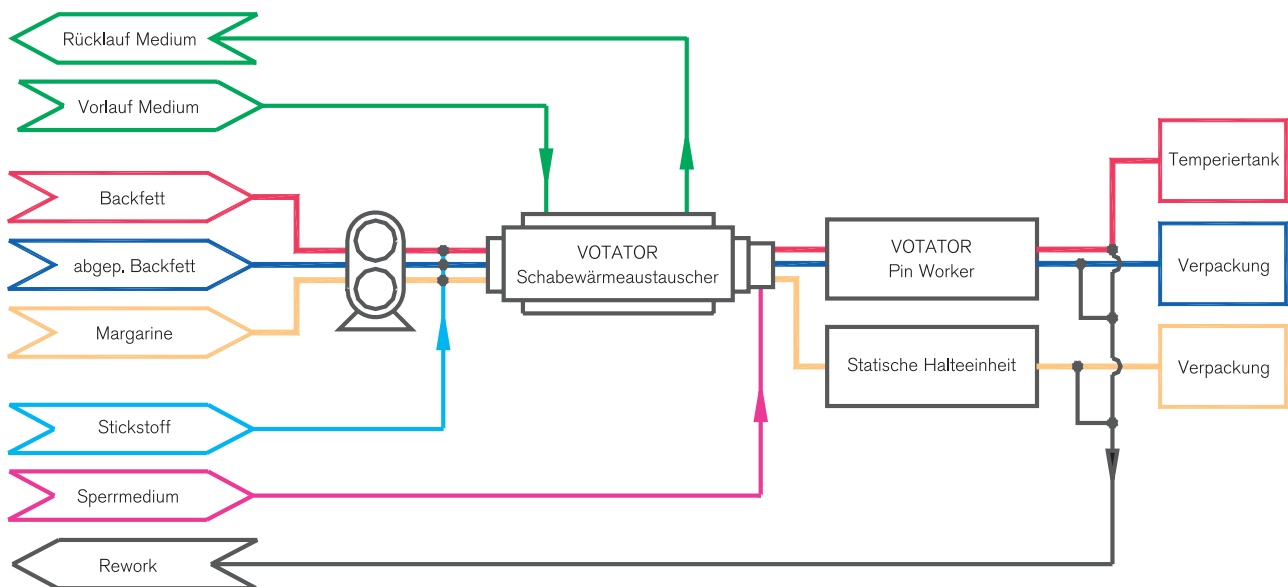 Rücklauf Medium
Vorlauf Medium
Backfett
abgep. Backfett
Margarine
Stickstoff
Sperrmedium
Rework
VOTATOR
Schabewärmeaustauscher
VOTATOR
Pin Worker
Statische Halteeinheit
Temperiertank
Verpackung
Verpackung